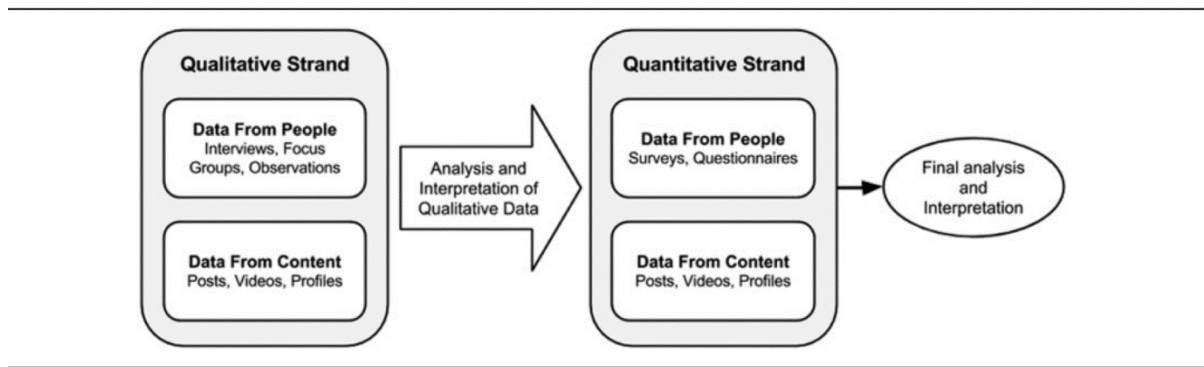 Qualitative Strand
Data From People
Interviews, Focus
Groups, Observations
Data From Content
Posts, Videos, Profiles
Analysis and
Interpretation of
Qualitative Data
Quantitative Strand
Data From People
Surveys, Questionnaires
Data From Content
Posts, Videos, Profiles
Final analysis
and
Interpretation